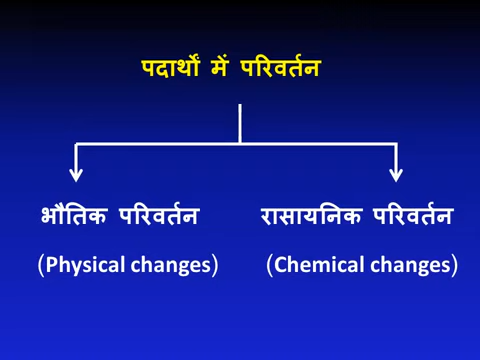 पदार्थों में परिवर्तन
भौतिक परिवर्तन रासायनिक परिवर्तन
(Physical changes) (Chemical changes)